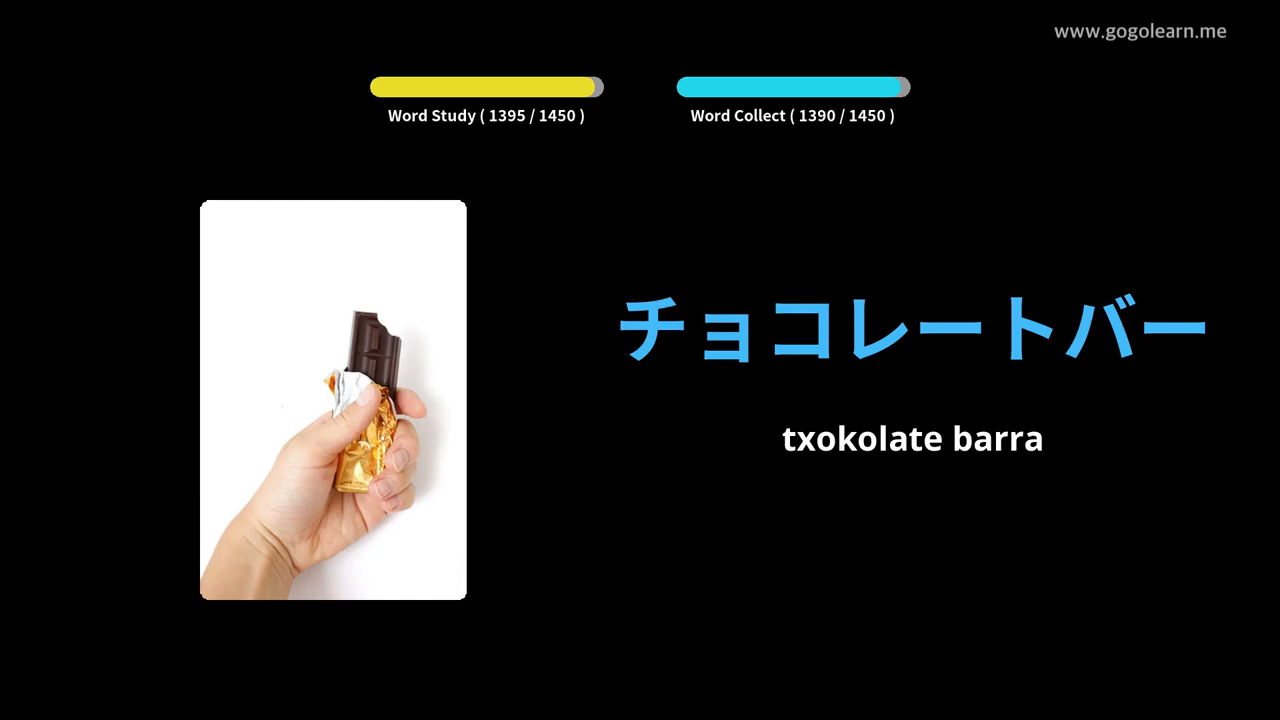 www.gogolearn.me
Word Study ( 1395 / 1450 )
Word Collect ( 1390 / 1450 )
チョコレートバー
txokolate barra